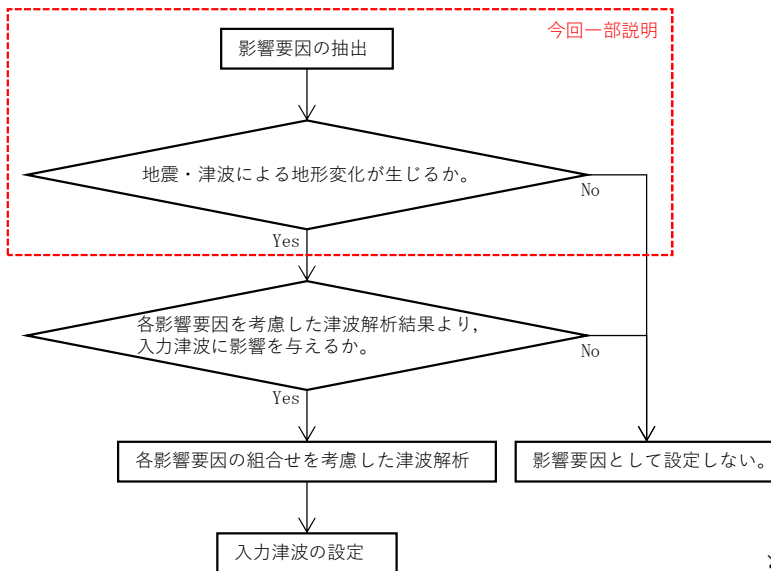 今回一部説明
影響要因の抽出
地震・津波による地形変化が生じるか。
No
Yes
各影響要因を考慮した津波解析結果より,
入力津波に影響を与えるか。
No
Yes
各影響要因の組合せを考慮した津波解析
影響要因として設定しない。
入力津波の設定